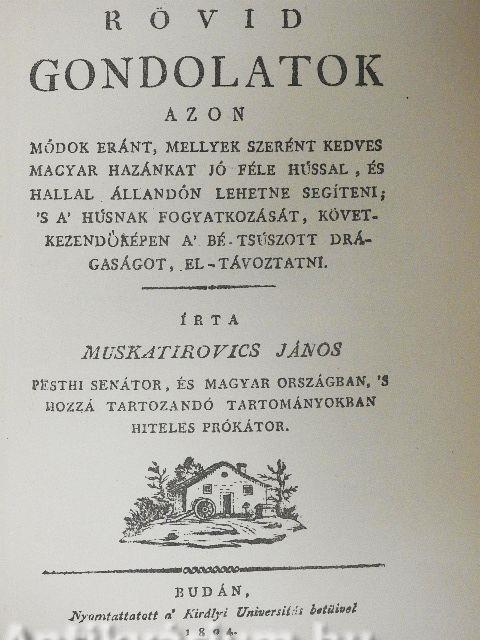 RÖVID
GONDOLATOK
AZON
MÓDOK ERÁNT, MELLYEK SZERÉNT KEDVES
MAGYAR HAZÁNKAT JÓ FÉLE HÚSSAL, ÉS
HALLAL ÁLLANDÓN LEHETNE SEGÍTENI;
'S A' HÚSNAK FOGYATKOZÁSÁT, KÖVET-
KEZENDŐKÉPEN A' BÉ-TSÚSZOTT DRÁ-
GASÁGOT, EL-TÁVOZTATNI.
ÍRTA
MUSKATIROVICS JÁNOS
PESTHI SENÁTOR, ÉS MAGYAR ORSZÁGBAN, 'S
HOZZÁ TARTOZANDÓ TARTOMÁNYOKBAN
HITELES PRÓKÁTOR.
BUDÁN,
Nyomtattatott a' Királyi Universitás betüivel
1804.